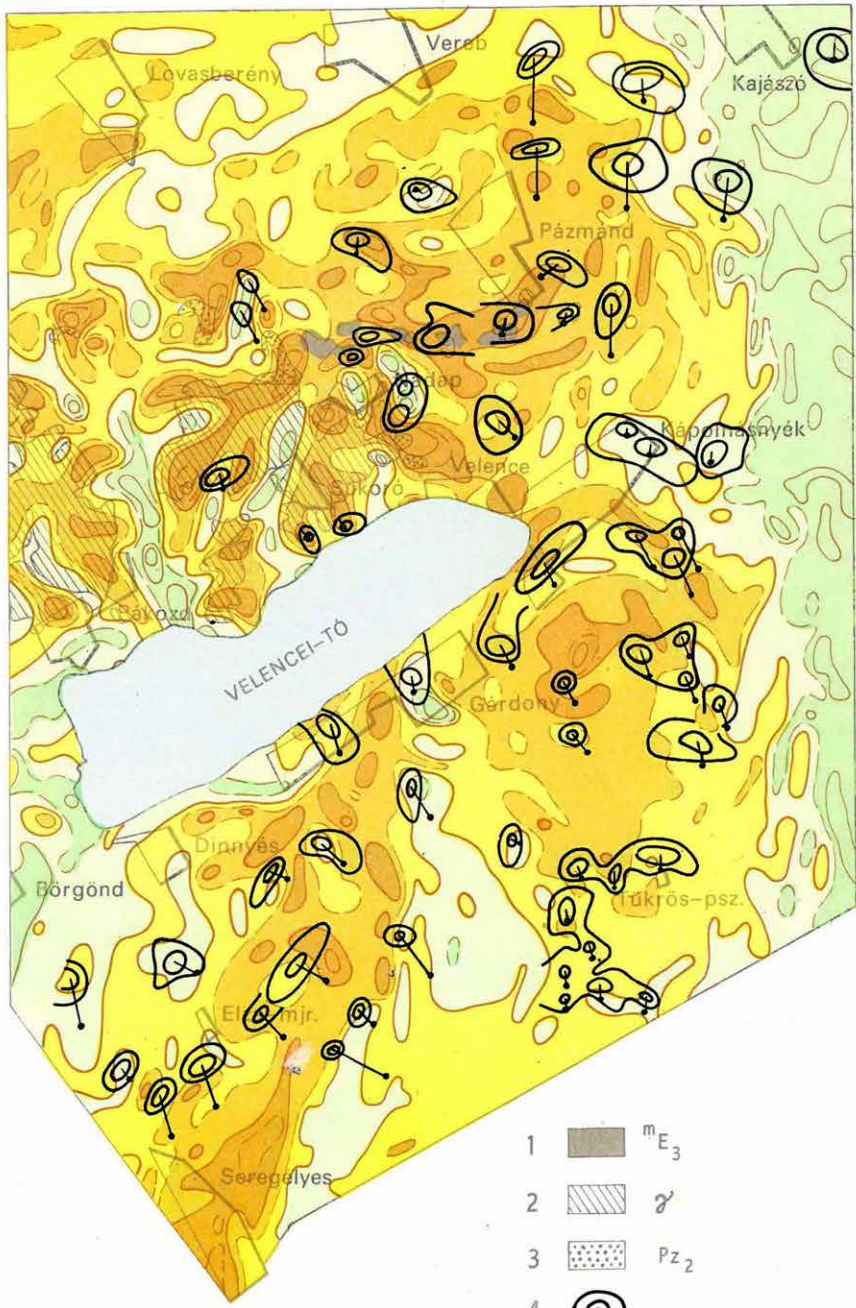 Vereb
Lovasberény
Kajászó
Pázmánd
Nadap
Kápolnásnyék
Velence
Sukoró
Pákozd
VELENCEI-TÓ
Gárdony
Dinnyés
Börgönd
Tükrös-psz.
mjr.
Seregélyes
1 mE3
2 γ
3 Pz2
4